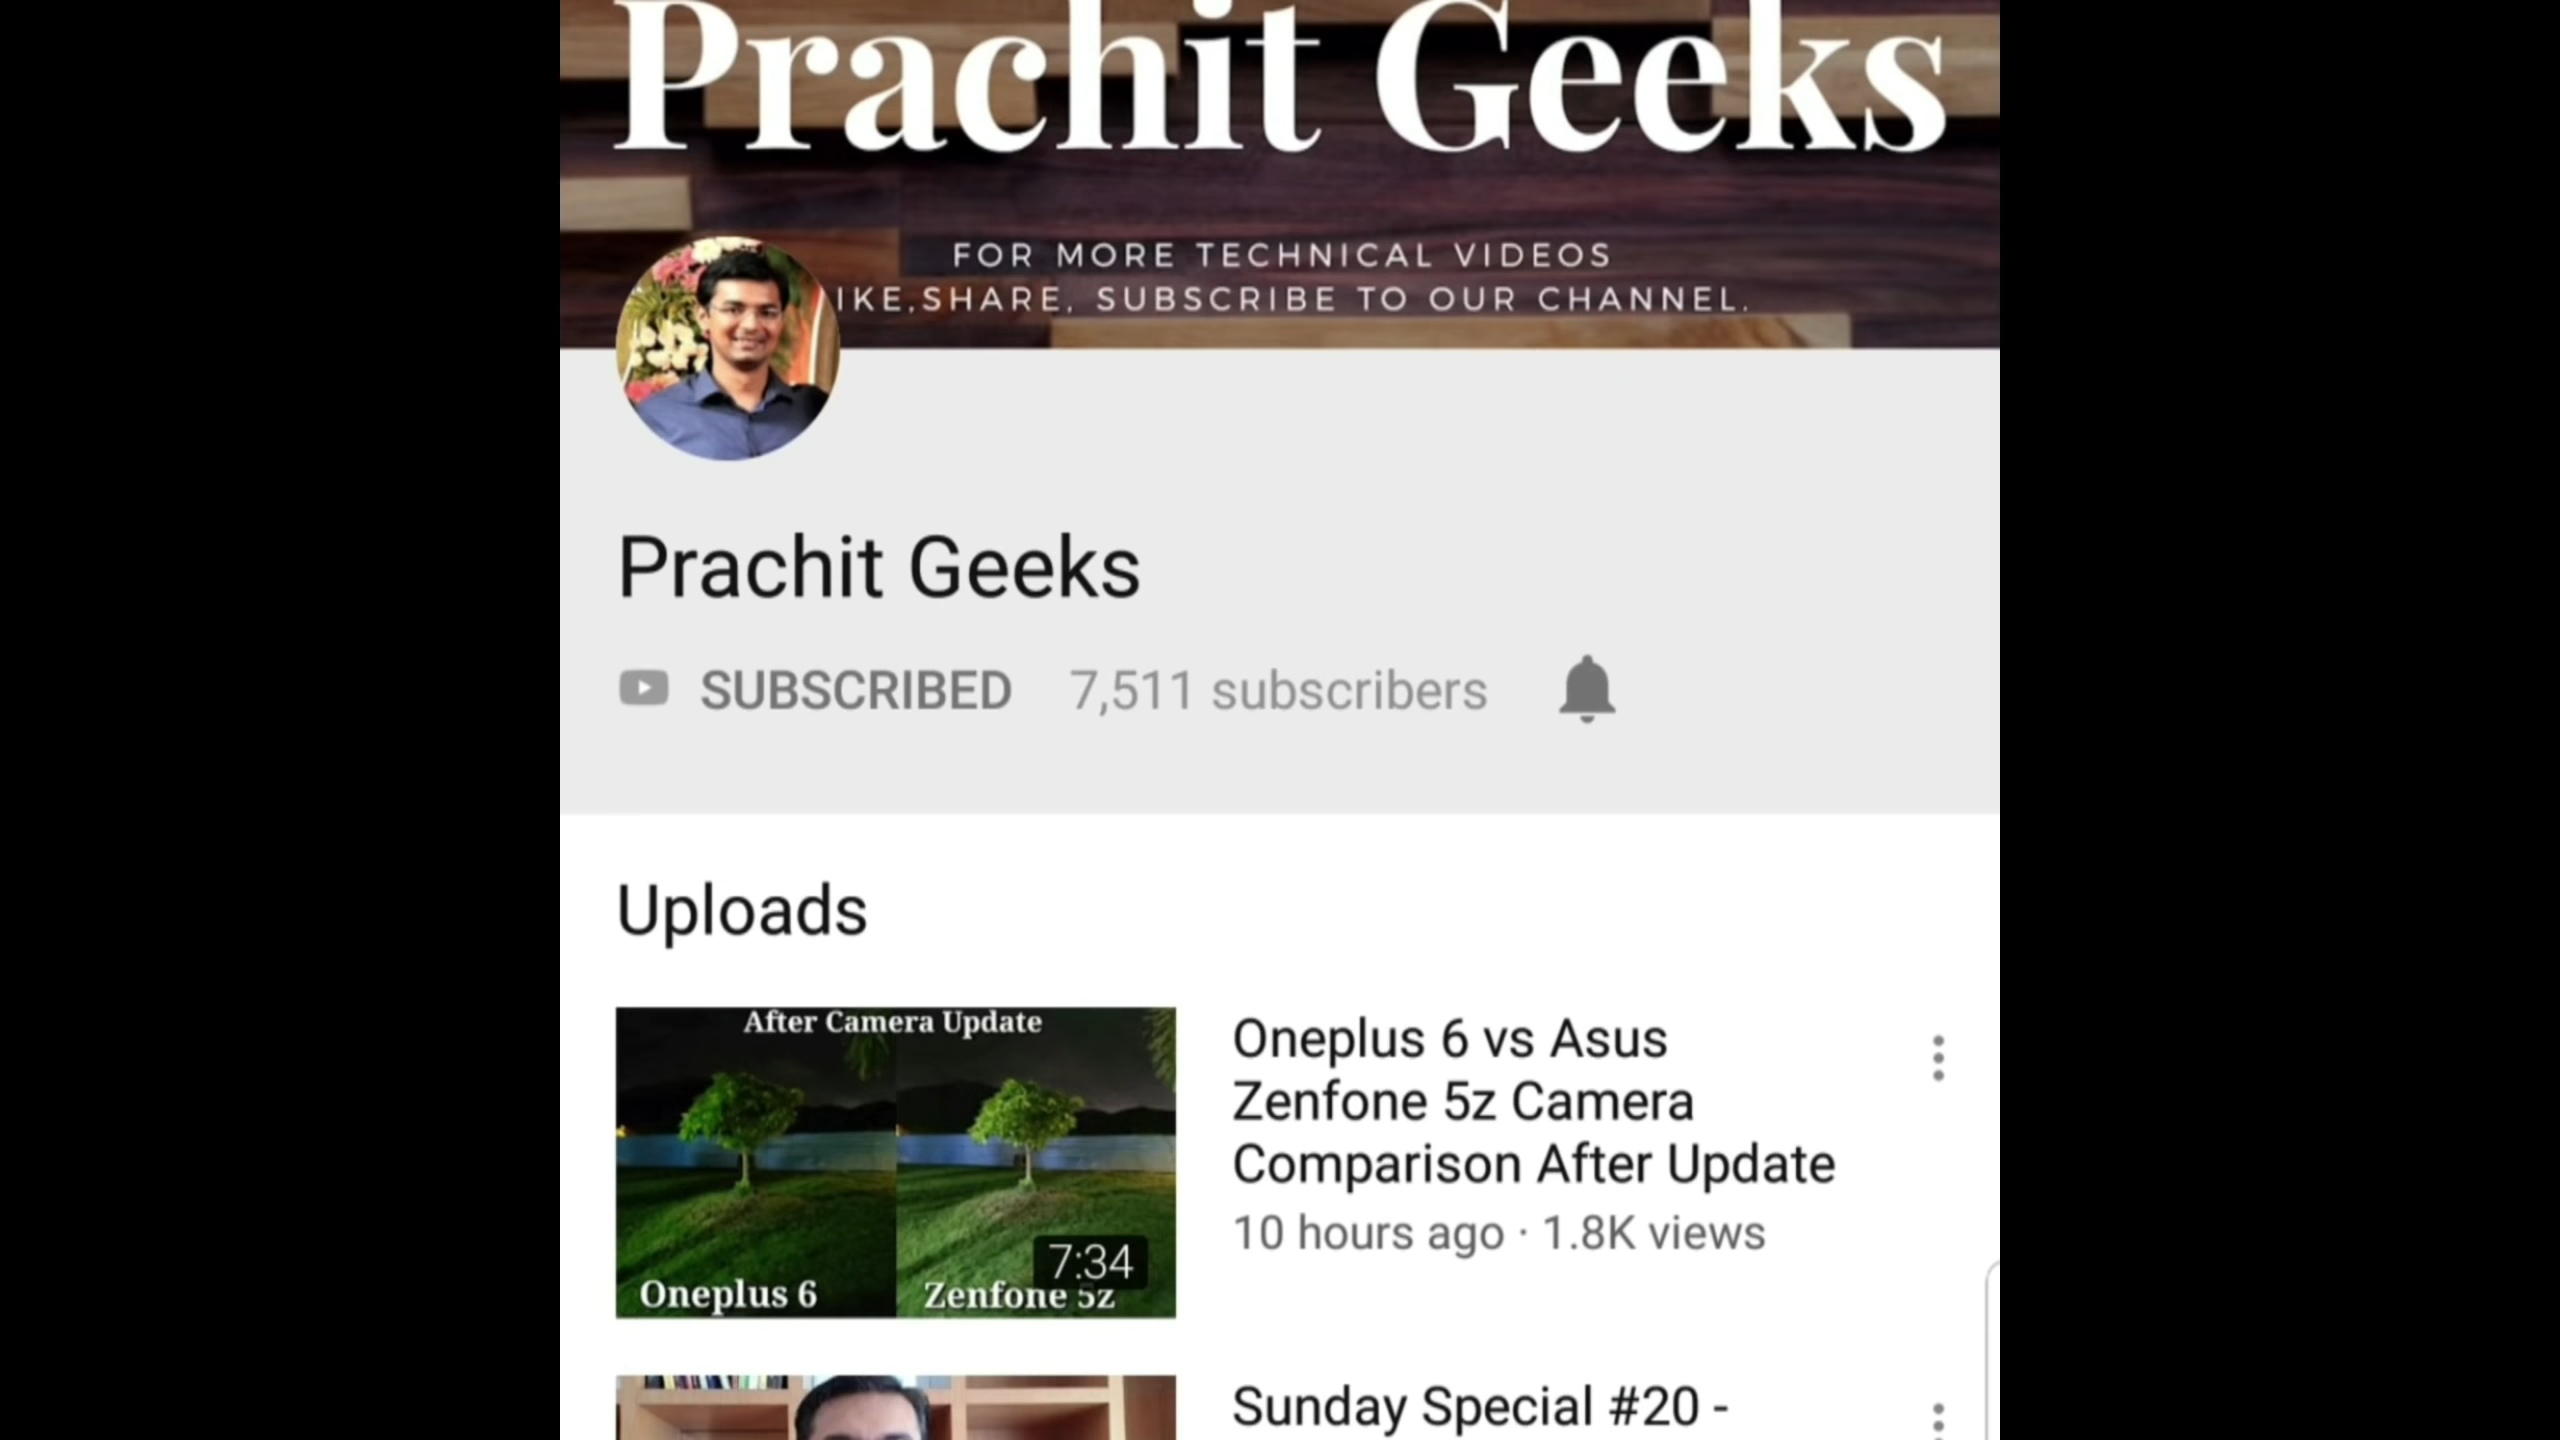 Prachit Geeks
FOR MORE TECHNICAL VIDEOS
IKE,SHARE, SUBSCRIBE TO OUR CHANNEL.
Prachit Geeks
SUBSCRIBED 7,511 subscribers
Uploads
After Camera Update
Oneplus 6
Zenfone 5z
7:34
Oneplus 6 vs Asus
Zenfone 5z Camera
Comparison After Update
10 hours ago · 1.8K views
Sunday Special #20 -